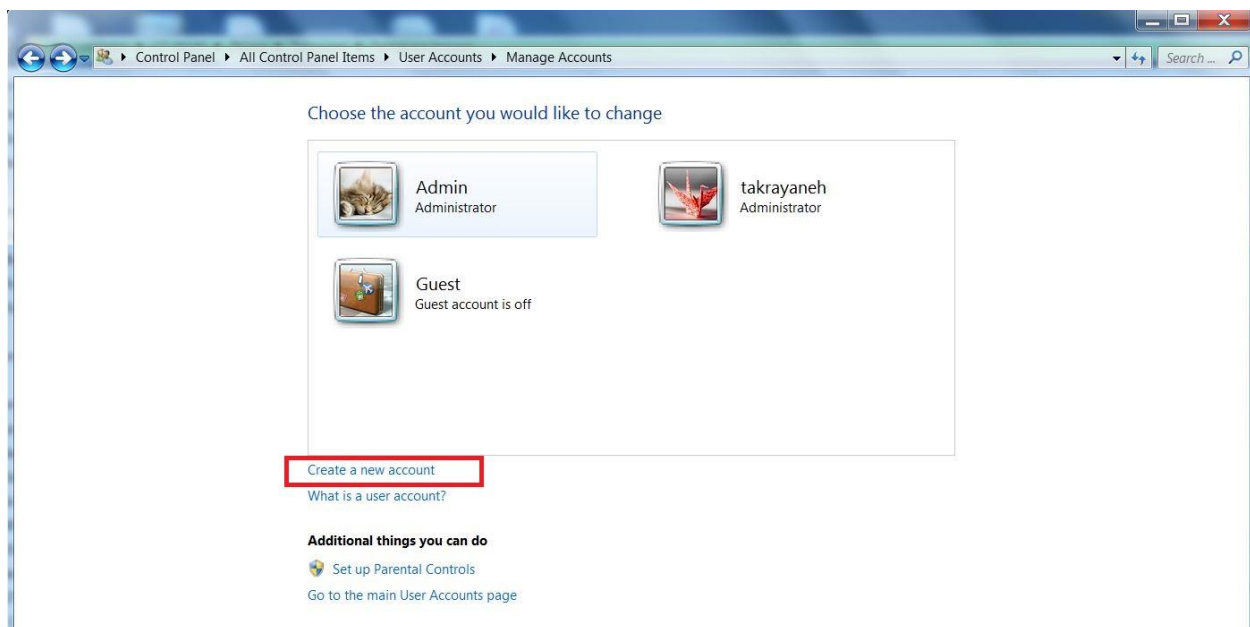 Control Panel ▸ All Control Panel Items ▸ User Accounts ▸ Manage Accounts
Search ...
Choose the account you would like to change
Admin
Administrator
takrayaneh
Administrator
Guest
Guest account is off
Create a new account
What is a user account?
Additional things you can do
Set up Parental Controls
Go to the main User Accounts page